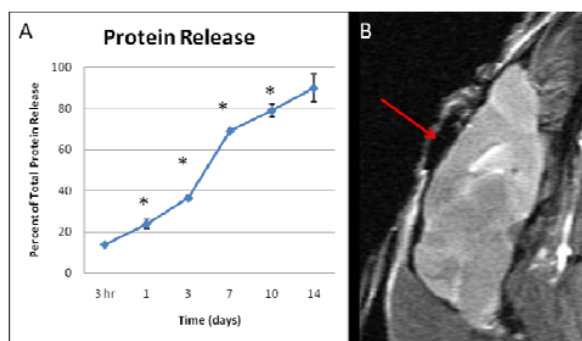 A
Protein Release
Percent of Total Protein Release
100
80
60
40
20
0
*
*
*
*
3 hr
1
3
7
10
14
Time (days)
B